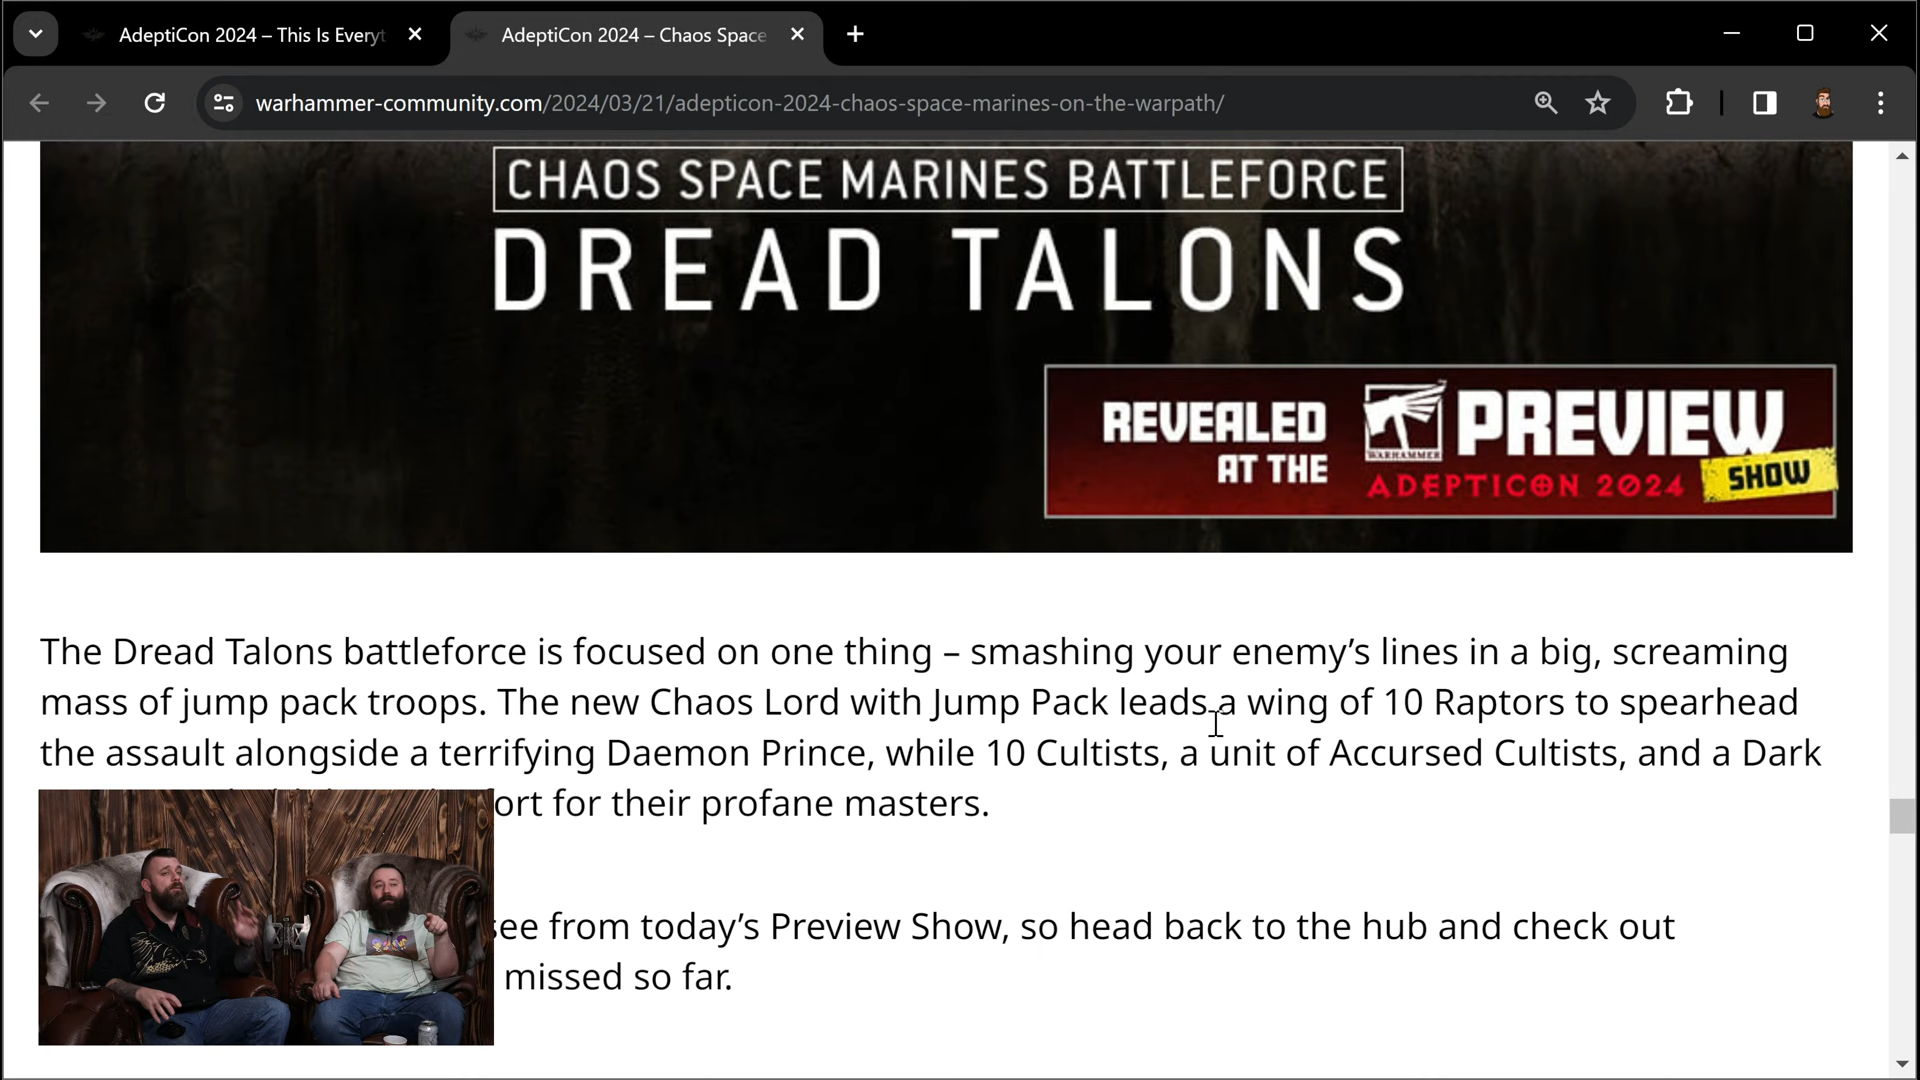 AdeptiCon 2024 – This Is Everyt
AdeptiCon 2024 – Chaos Space
warhammer-community.com/2024/03/21/adepticon-2024-chaos-space-marines-on-the-warpath/
CHAOS SPACE MARINES BATTLEFORCE
DREAD TALONS
REVEALED
AT THE
WARHAMMER
PREVIEW
ADEPTICON 2024
SHOW
The Dread Talons battleforce is focused on one thing – smashing your enemy’s lines in a big, screaming
mass of jump pack troops. The new Chaos Lord with Jump Pack leads a wing of 10 Raptors to spearhead
the assault alongside a terrifying Daemon Prince, while 10 Cultists, a unit of Accursed Cultists, and a Dark
ort for their profane masters.
see from today’s Preview Show, so head back to the hub and check out
missed so far.